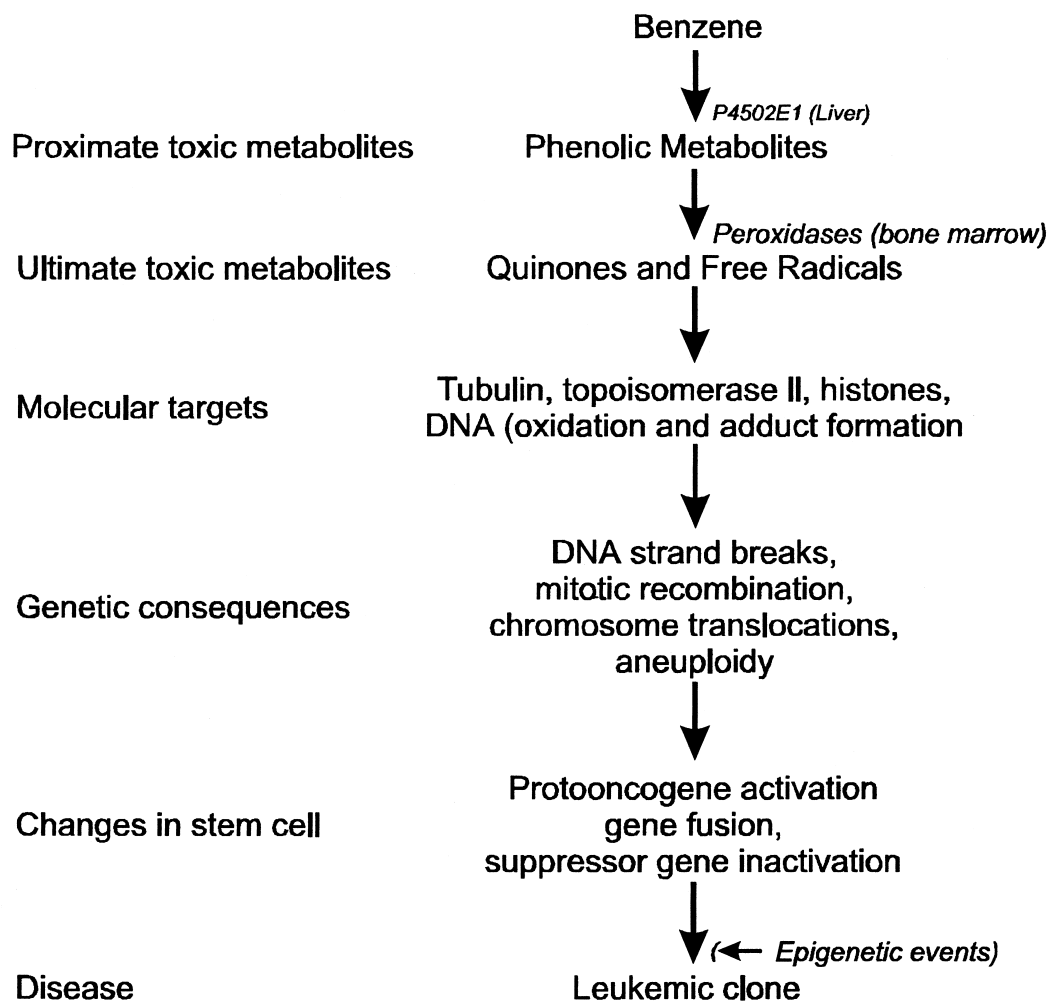 Benzene
P4502E1 (Liver)
Proximate toxic metabolites
Phenolic Metabolites
Peroxidases (bone marrow)
Ultimate toxic metabolites
Quinones and Free Radicals
Molecular targets
Tubulin, topoisomerase II, histones,
DNA (oxidation and adduct formation
Genetic consequences
DNA strand breaks,
mitotic recombination,
chromosome translocations,
aneuploidy
Changes in stem cell
Protooncogene activation
gene fusion,
suppressor gene inactivation
(← Epigenetic events)
Disease
Leukemic clone